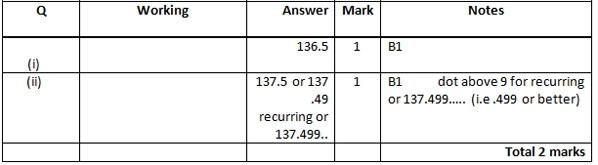 Q Working Answer Mark Notes
(i) 136.5 1 B1
(ii) 137.5 or 137 1 B1 dot above 9 for recurring
.49 or 137.499..... (i.e .499 or better)
recurring or
137.499..
Total 2 marks